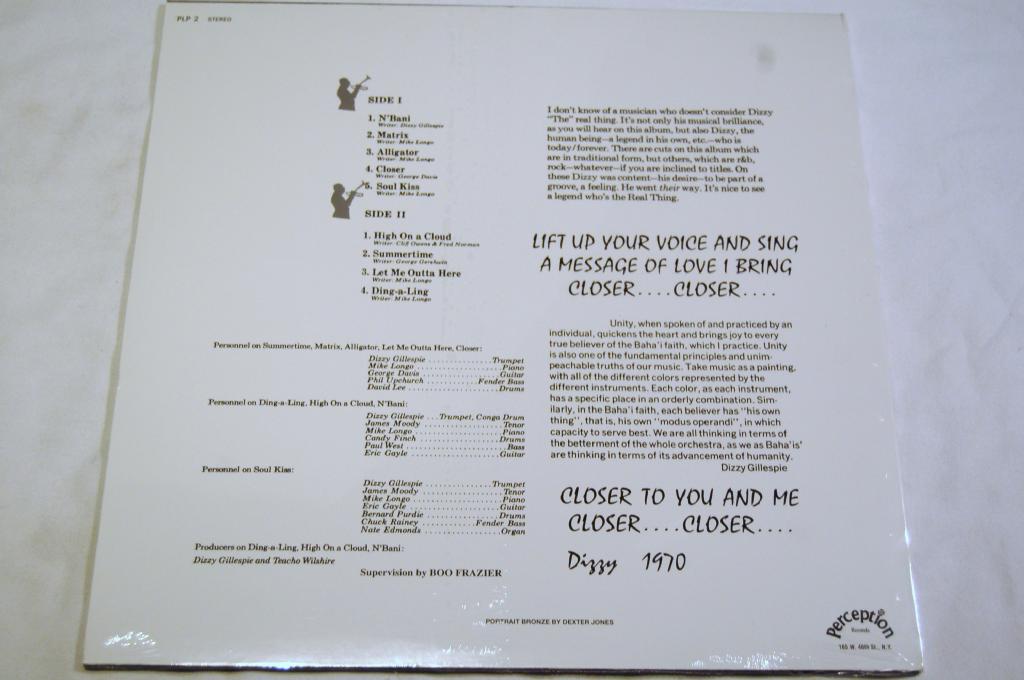 PLP 2 STEREO
SIDE I
1. N'Bani
Writer: Dizzy Gillespie
2. Matrix
Writer: Mike Longo
3. Alligator
Writer: Mike Longo
4. Closer
Writer: George Davis
5. Soul Kiss
Writer: Mike Longo
SIDE II
1. High On a Cloud
Writer: Cliff Owens & Fred Norman
2. Summertime
Writer: George Gershwin
3. Let Me Outta Here
Writer: Mike Longo
4. Ding-a-Ling
Writer: Mike Longo
Personnel on Summertime, Matrix, Alligator, Let Me Outta Here, Closer:
Dizzy Gillespie .............Trumpet
Mike Longo ...................Piano
George Davis .................Guitar
Phil Upchurch ...........Fender Bass
David Lee ....................Drums
Personnel on Ding-a-Ling, High On a Cloud, N'Bani:
Dizzy Gillespie ...Trumpet, Conga Drum
James Moody ..................Tenor
Mike Longo ...................Piano
Candy Finch ..................Drums
Paul West .....................Bass
Eric Gayle ...................Guitar
Personnel on Soul Kiss:
Dizzy Gillespie .............Trumpet
James Moody ..................Tenor
Mike Longo ...................Piano
Eric Gayle ...................Guitar
Bernard Purdie ...............Drums
Chuck Rainey ............Fender Bass
Nate Edmonds .................Organ
Producers on Ding-a-Ling, High On a Cloud, N'Bani:
Dizzy Gillespie and Teacho Wilshire
Supervision by BOO FRAZIER
I don't know of a musician who doesn't consider Dizzy
"The" real thing. It's not only his musical brilliance,
as you will hear on this album, but also Dizzy, the
human being—a legend in his own, etc.—who is
today/forever. There are cuts on this album which
are in traditional form, but others, which are r&b,
rock—whatever—if you are inclined to titles. On
these Dizzy was content—his desire—to be part of a
groove, a feeling. He went their way. It's nice to see
a legend who's the Real Thing.
LIFT UP YOUR VOICE AND SING
A MESSAGE OF LOVE I BRING
CLOSER....CLOSER....
Unity, when spoken of and practiced by an
individual, quickens the heart and brings joy to every
true believer of the Baha'i faith, which I practice. Unity
is also one of the fundamental principles and unim-
peachable truths of our music. Take music as a painting,
with all of the different colors represented by the
different instruments. Each color, as each instrument,
has a specific place in an orderly combination. Sim-
ilarly, in the Baha'i faith, each believer has "his own
thing", that is, his own "modus operandi", in which
capacity to serve best. We are all thinking in terms of
the betterment of the whole orchestra, as we as Baha'is'
are thinking in terms of its advancement of humanity.
Dizzy Gillespie
CLOSER TO YOU AND ME
CLOSER....CLOSER....
Dizzy 1970
PORTRAIT BRONZE BY DEXTER JONES
Perception
Records
165 W. 46th St., N.Y.